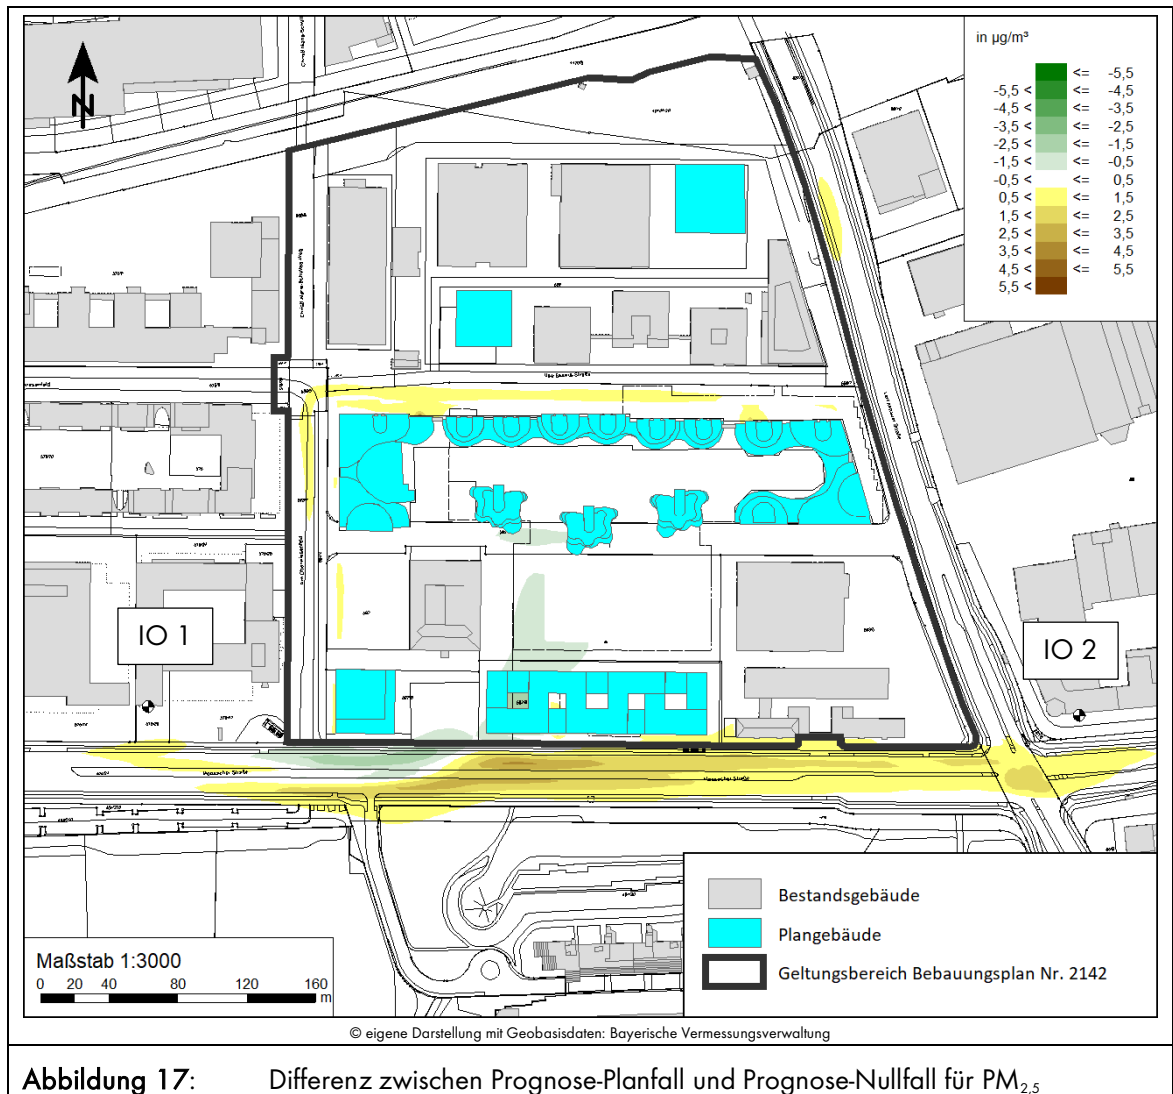 in µg/m³
<= -5,5
-5,5 < <= -4,5
-4,5 < <= -3,5
-3,5 < <= -2,5
-2,5 < <= -1,5
-1,5 < <= -0,5
-0,5 < <= 0,5
0,5 < <= 1,5
1,5 < <= 2,5
2,5 < <= 3,5
3,5 < <= 4,5
4,5 < <= 5,5
5,5 <
N
IO 1
IO 2
Bestandsgebäude
Plangebäude
Geltungsbereich Bebauungsplan Nr. 2142
Maßstab 1:3000
0 20 40 80 120 160
m
© eigene Darstellung mit Geobasisdaten: Bayerische Vermessungsverwaltung
Abbildung 17: Differenz zwischen Prognose-Planfall und Prognose-Nullfall für PM2,5